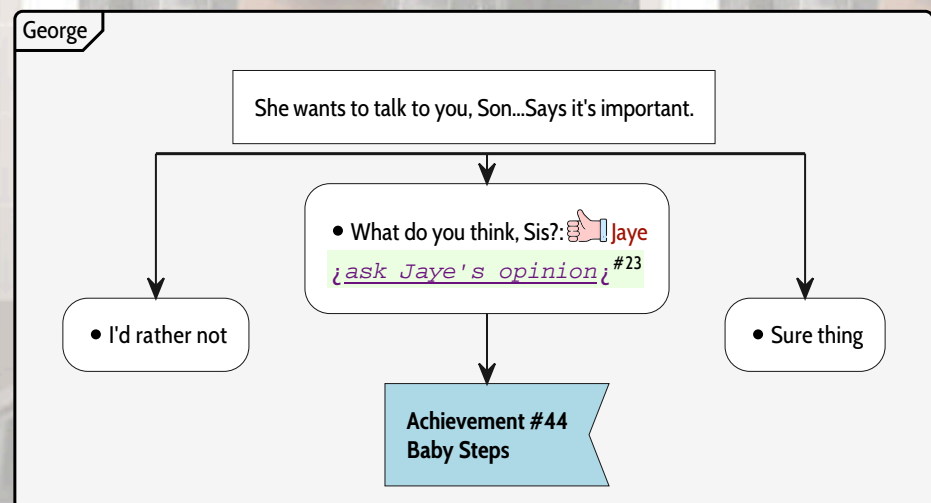 George
She wants to talk to you, Son...Says it's important.
• What do you think, Sis?: Jaye
¿ask Jaye's opinion¿#23
• I'd rather not
• Sure thing
Achievement #44
Baby Steps